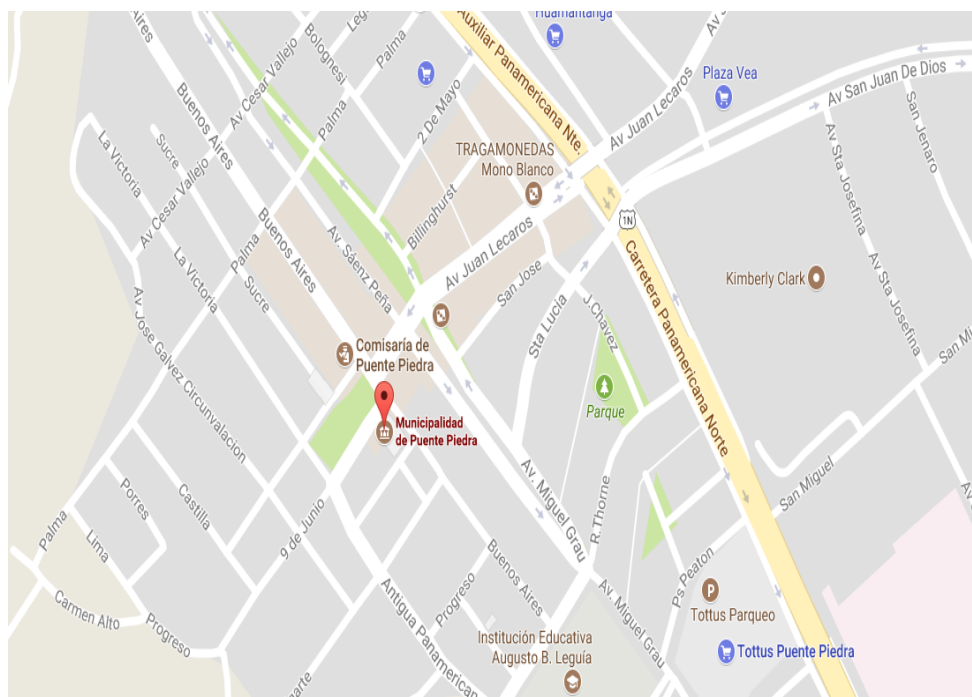 Huamantanga
Auxiliar Panamericana Nte.
Aires
Buenos Aires
Bolognesi
Palma
Av Cesar Vallejo
Palma
2 De Mayo
Plaza Vea
Av San Juan De Dios
Av Juan Lecaros
TRAGAMONEDAS
Mono Blanco
San Jenaro
Av Sta Josefina
La Victoria
Sucre
Av Cesar Vallejo
Buenos Aires
Av. Sáenz Peña
Billinghurst
Av Juan Lecaros
San Jose
1N
Carretera Panamericana Norte
Kimberly Clark
Av Sta Josefina
La Victoria
Palma
Sucre
Sta Lucia
J.Chavez
Av Jose Galvez Circunvalacion
Comisaría de
Puente Piedra
Parque
San Miguel
Municipalidad
de Puente Piedra
Av. Miguel Grau
R.Thorne
San Miguel
Porres
Castilla
9 de Junio
Palma
Lima
Carmen Alto
Progreso
Antigua Panamerican
Progreso
Buenos Aires
Av. Miguel Grau
Ps. Peaton
Tottus Parqueo
Tottus Puente Piedra
Institución Educativa
Augusto B. Leguía